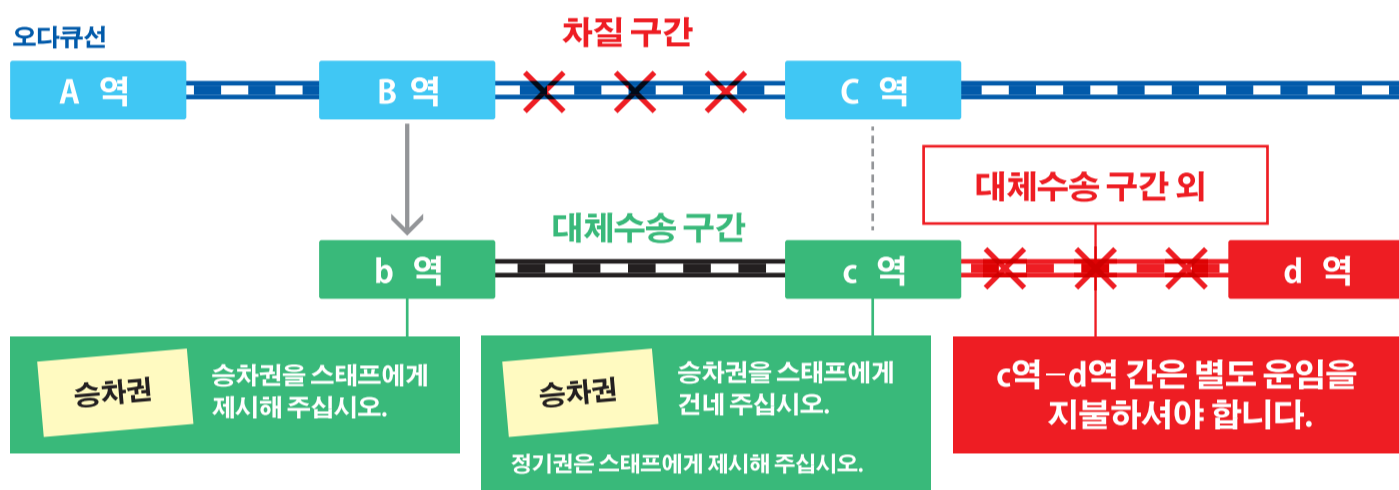 오다큐선
차질 구간
A 역
B 역
C 역
대체수송 구간 외
대체수송 구간
b 역
c 역
d 역
승차권
승차권을 스태프에게
제시해 주십시오.
승차권
승차권을 스태프에게
건네 주십시오.
정기권은 스태프에게 제시해 주십시오.
c역–d역 간은 별도 운임을
지불하셔야 합니다.